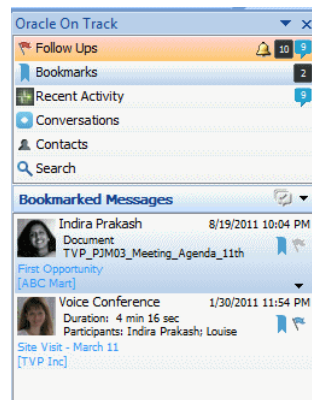 Oracle On Track
Follow Ups 10 9
Bookmarks 2
Recent Activity 9
Conversations
Contacts
Search
Bookmarked Messages
Indira Prakash 8/19/2011 10:04 PM
Document
TVP_PJM03_Meeting_Agenda_11th
First Opportunity
[ABC Mart]
Voice Conference 1/30/2011 11:54 PM
Duration: 4 min 16 sec
Participants: Indira Prakash; Louise
Site Visit - March 11
[TVP Inc]